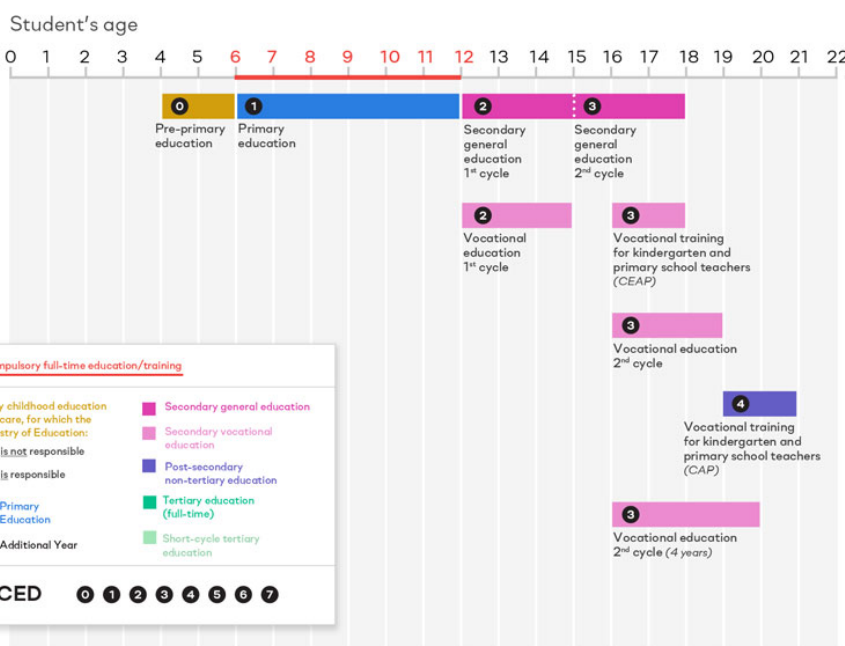 Student's age
0 1 2 3 4 5 6 7 8 9 10 11 12 13 14 15 16 17 18 19 20 21 22
0
1
2
3
Pre-primary
education
Primary
education
Secondary
general
education
1st cycle
Secondary
general
education
2nd cycle
2
3
Vocational
education
1st cycle
Vocational training
for kindergarten and
primary school teachers
(CEAP)
3
Vocational education
2nd cycle
4
Vocational training
for kindergarten and
primary school teachers
(CAP)
3
Vocational education
2nd cycle (4 years)
mpulsory full-time education/training
y childhood education
care, for which the
stry of Education:
is not responsible
is responsible
Primary
Education
Additional Year
Secondary general education
Secondary vocational
education
Post-secondary
non-tertiary education
Tertiary education
(full-time)
Short-cycle tertiary
education
CED 0 1 2 3 4 5 6 7